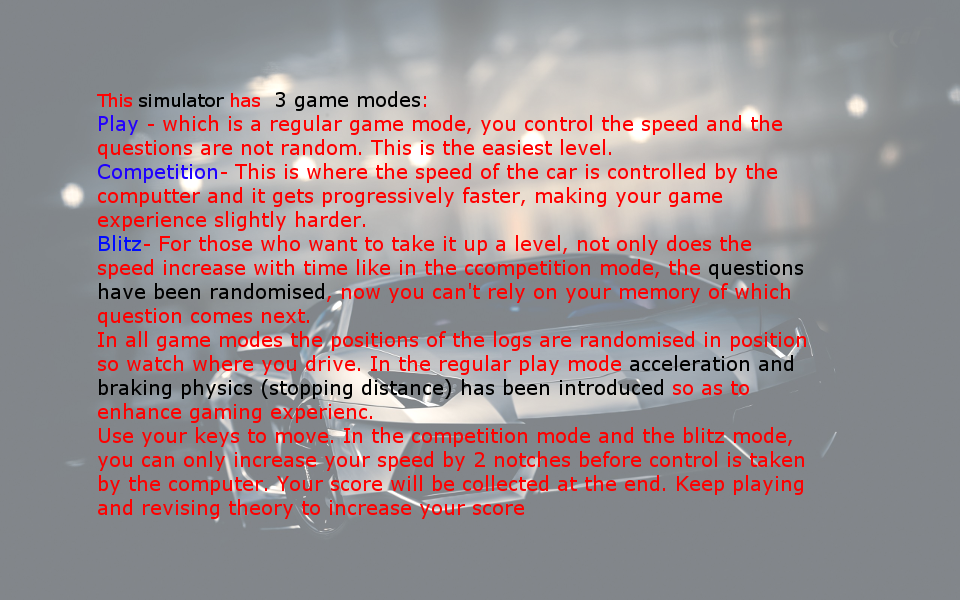 This simulator has 3 game modes:
Play - which is a regular game mode, you control the speed and the
questions are not random. This is the easiest level.
Competition- This is where the speed of the car is controlled by the
computter and it gets progressively faster, making your game
experience slightly harder.
Blitz- For those who want to take it up a level, not only does the
speed increase with time like in the ccompetition mode, the questions
have been randomised, now you can't rely on your memory of which
question comes next.
In all game modes the positions of the logs are randomised in position
so watch where you drive. In the regular play mode acceleration and
braking physics (stopping distance) has been introduced so as to
enhance gaming experienc.
Use your keys to move. In the competition mode and the blitz mode,
you can only increase your speed by 2 notches before control is taken
by the computer. Your score will be collected at the end. Keep playing
and revising theory to increase your score